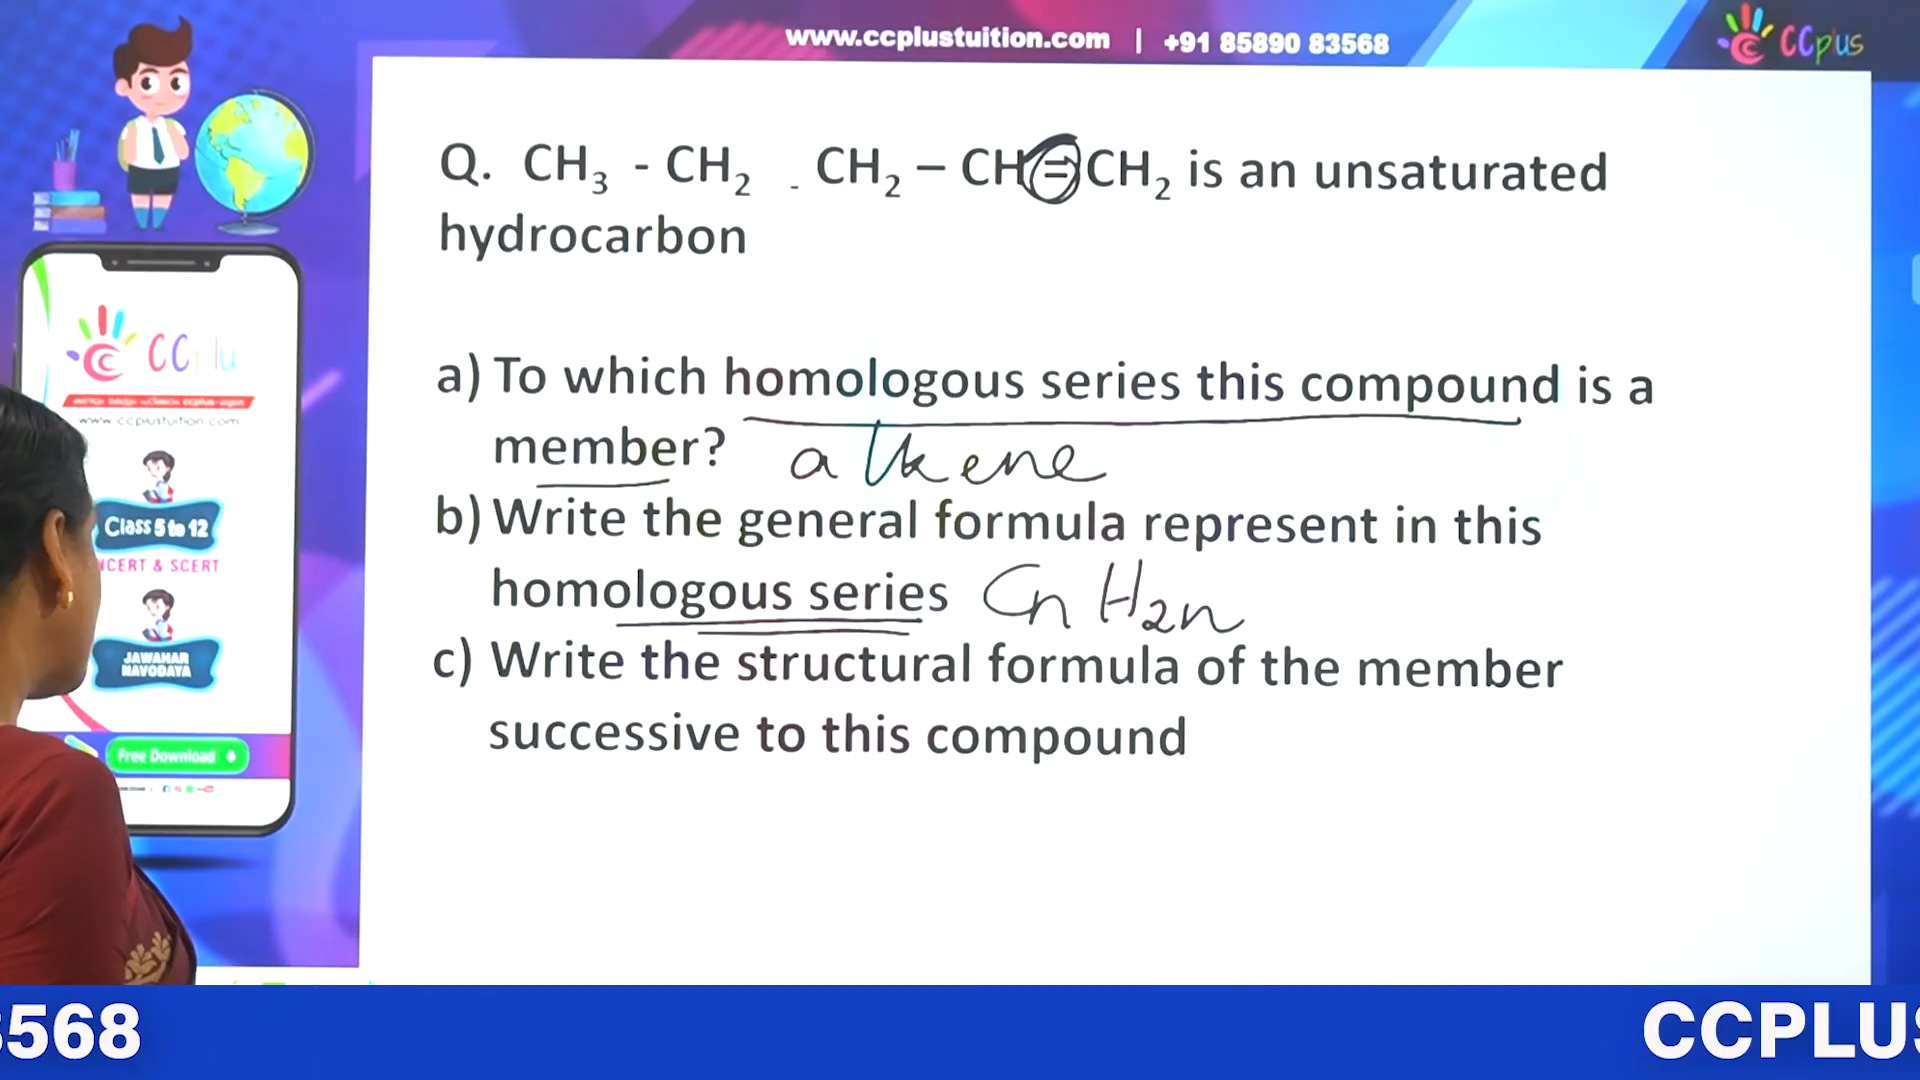 www.ccplustuition.com | +91 85890 83568
CCplus
Q. CH₃ - CH₂ - CH₂ – CH=CH₂ is an unsaturated
hydrocarbon
a) To which homologous series this compound is a
member? alkene
b) Write the general formula represent in this
homologous series CnH2n
c) Write the structural formula of the member
successive to this compound
CCplu
www.ccplustuition.com
Class 5 to 12
NCERT & SCERT
JAWAHAR
NAVODAYA
Free Download
3568
CCPLUS